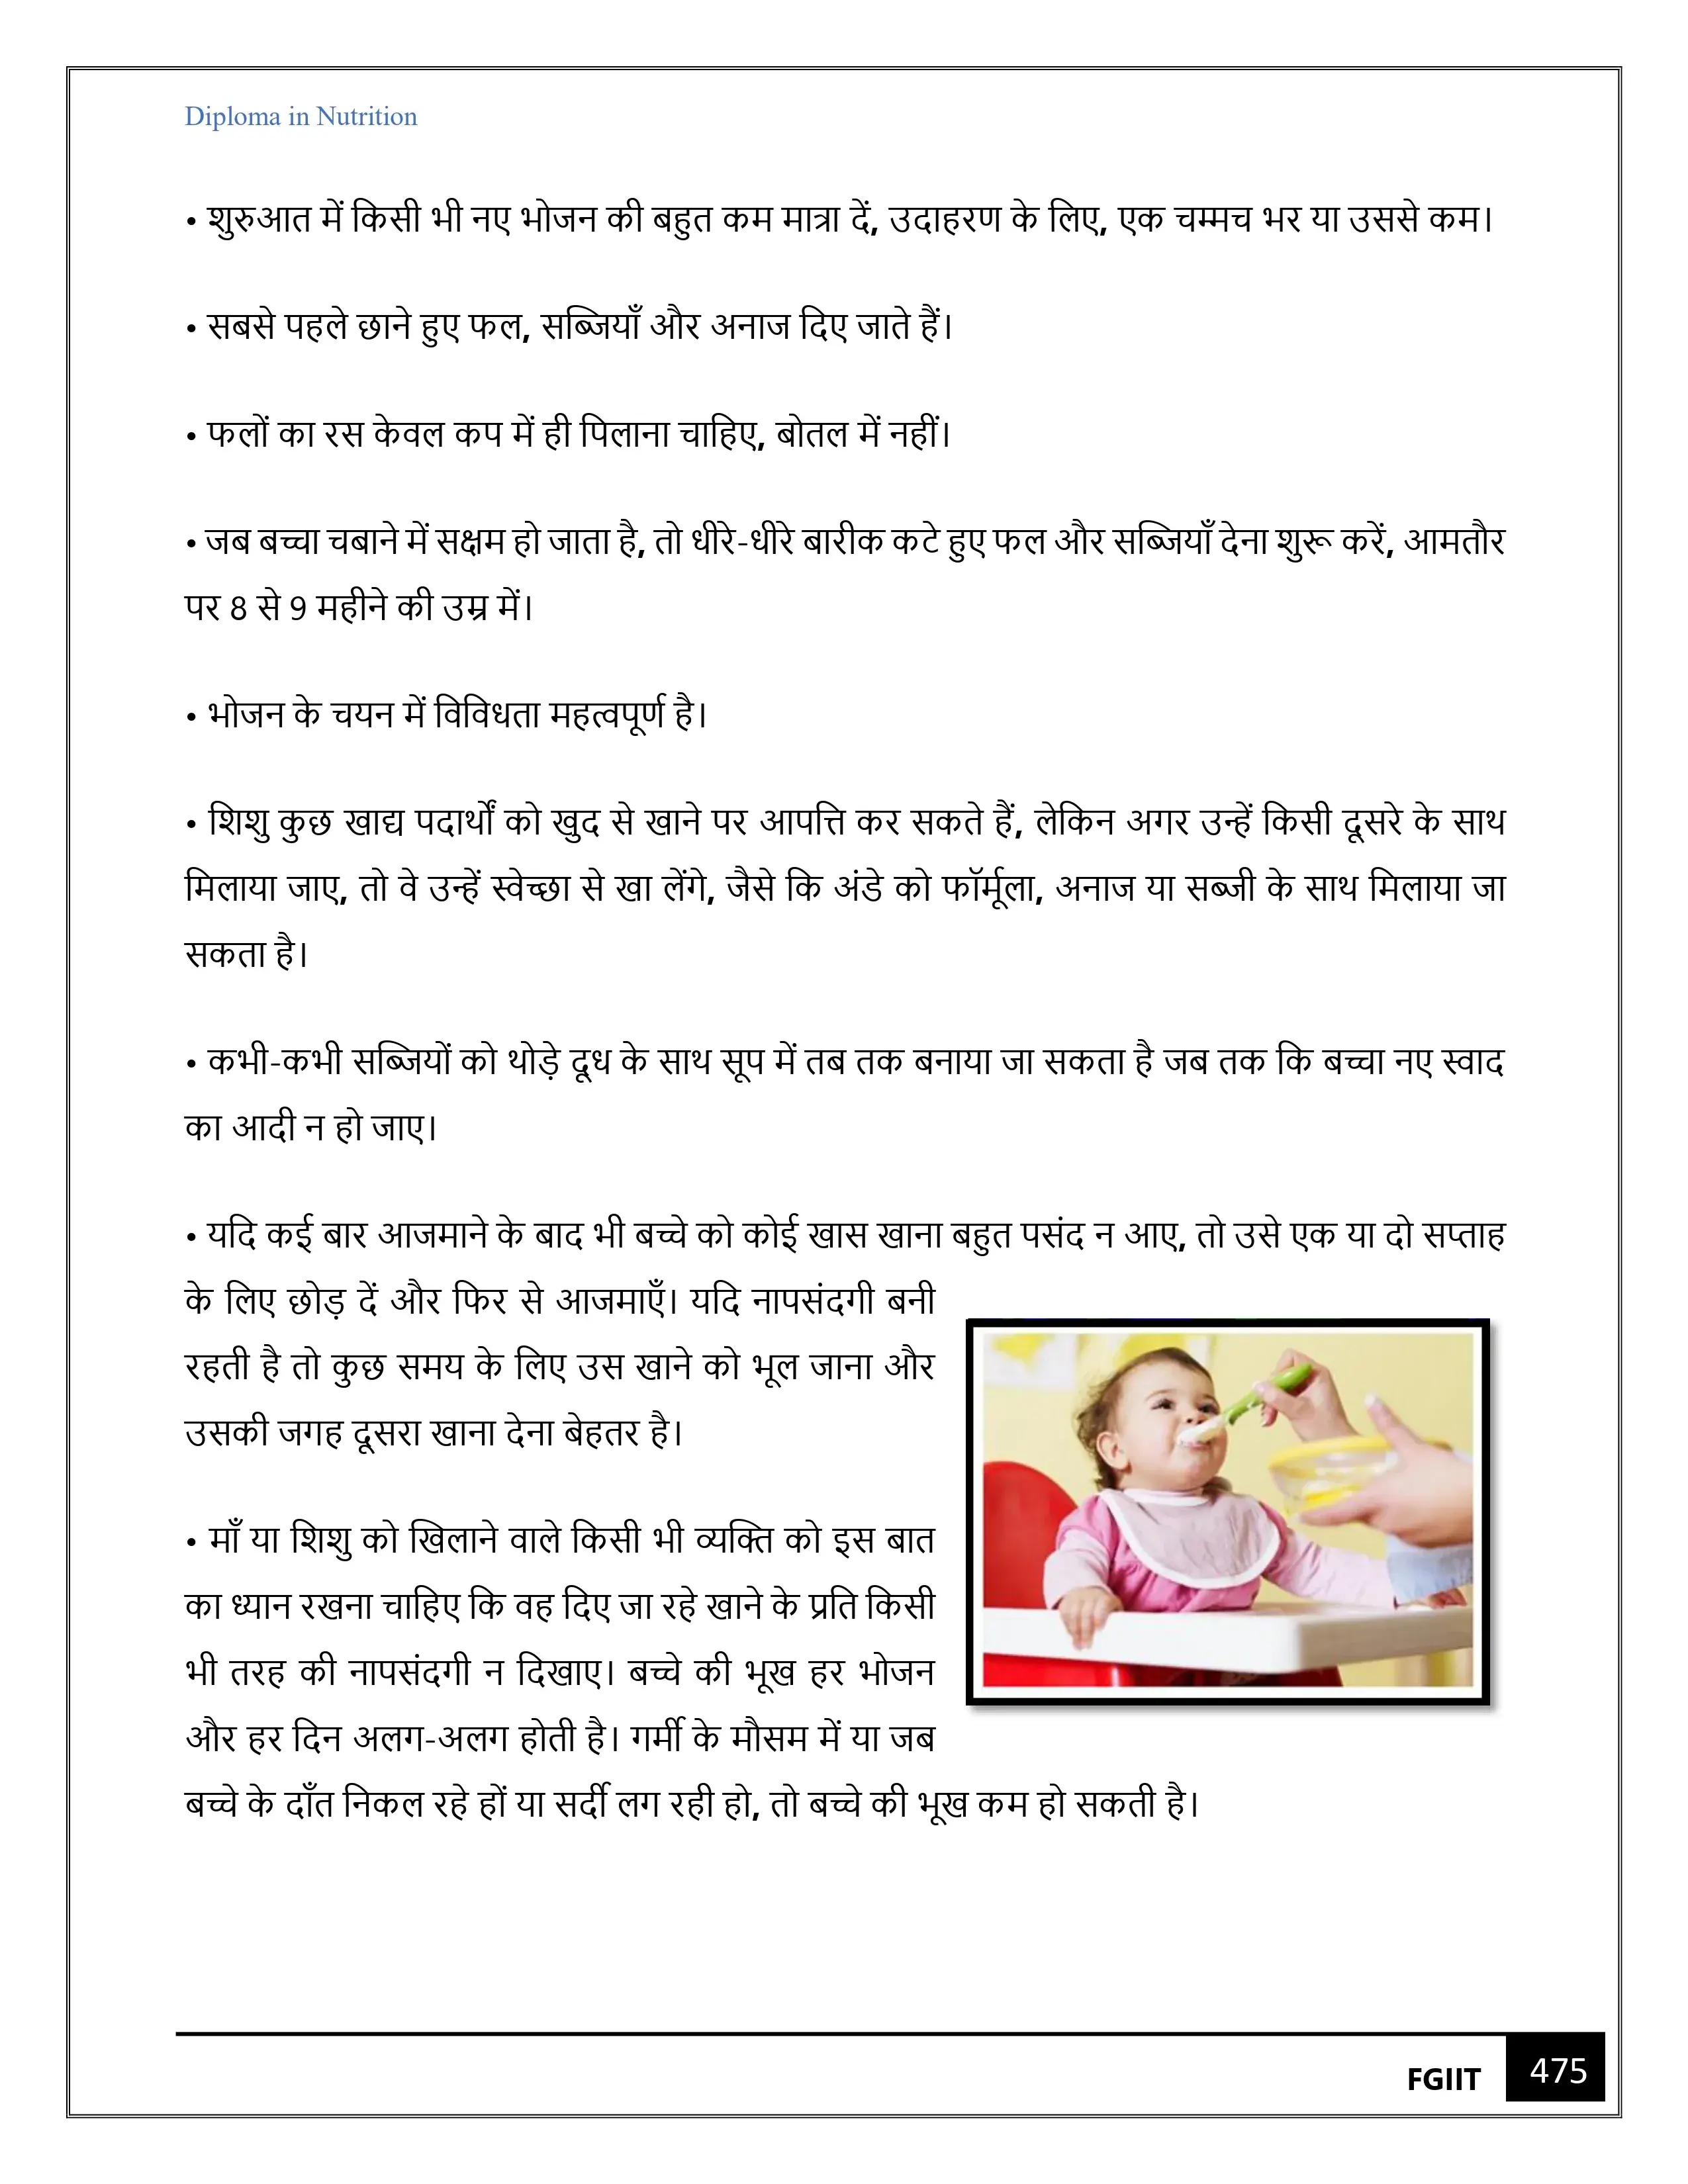 Diploma in Nutrition
• शुरुआत में किसी भी नए भोजन की बहुत कम मात्रा दें, उदाहरण के लिए, एक चम्मच भर या उससे कम।
• सबसे पहले छाने हुए फल, सब्जियाँ और अनाज दिए जाते हैं।
• फलों का रस केवल कप में ही पिलाना चाहिए, बोतल में नहीं।
• जब बच्चा चबाने में सक्षम हो जाता है, तो धीरे-धीरे बारीक कटे हुए फल और सब्जियाँ देना शुरू करें, आमतौर
पर 8 से 9 महीने की उम्र में।
• भोजन के चयन में विविधता महत्वपूर्ण है।
• शिशु कुछ खाद्य पदार्थों को खुद से खाने पर आपत्ति कर सकते हैं, लेकिन अगर उन्हें किसी दूसरे के साथ
मिलाया जाए, तो वे उन्हें स्वेच्छा से खा लेंगे, जैसे कि अंडे को फॉर्मूला, अनाज या सब्जी के साथ मिलाया जा
सकता है।
• कभी-कभी सब्जियों को थोड़े दूध के साथ सूप में तब तक बनाया जा सकता है जब तक कि बच्चा नए स्वाद
का आदी न हो जाए।
• यदि कई बार आजमाने के बाद भी बच्चे को कोई खास खाना बहुत पसंद न आए, तो उसे एक या दो सप्ताह
के लिए छोड़ दें और फिर से आजमाएँ। यदि नापसंदगी बनी
रहती है तो कुछ समय के लिए उस खाने को भूल जाना और
उसकी जगह दूसरा खाना देना बेहतर है।
• माँ या शिशु को खिलाने वाले किसी भी व्यक्ति को इस बात
का ध्यान रखना चाहिए कि वह दिए जा रहे खाने के प्रति किसी
भी तरह की नापसंदगी न दिखाए। बच्चे की भूख हर भोजन
और हर दिन अलग-अलग होती है। गर्मी के मौसम में या जब
बच्चे के दाँत निकल रहे हों या सर्दी लग रही हो, तो बच्चे की भूख कम हो सकती है।
FGIIT 475